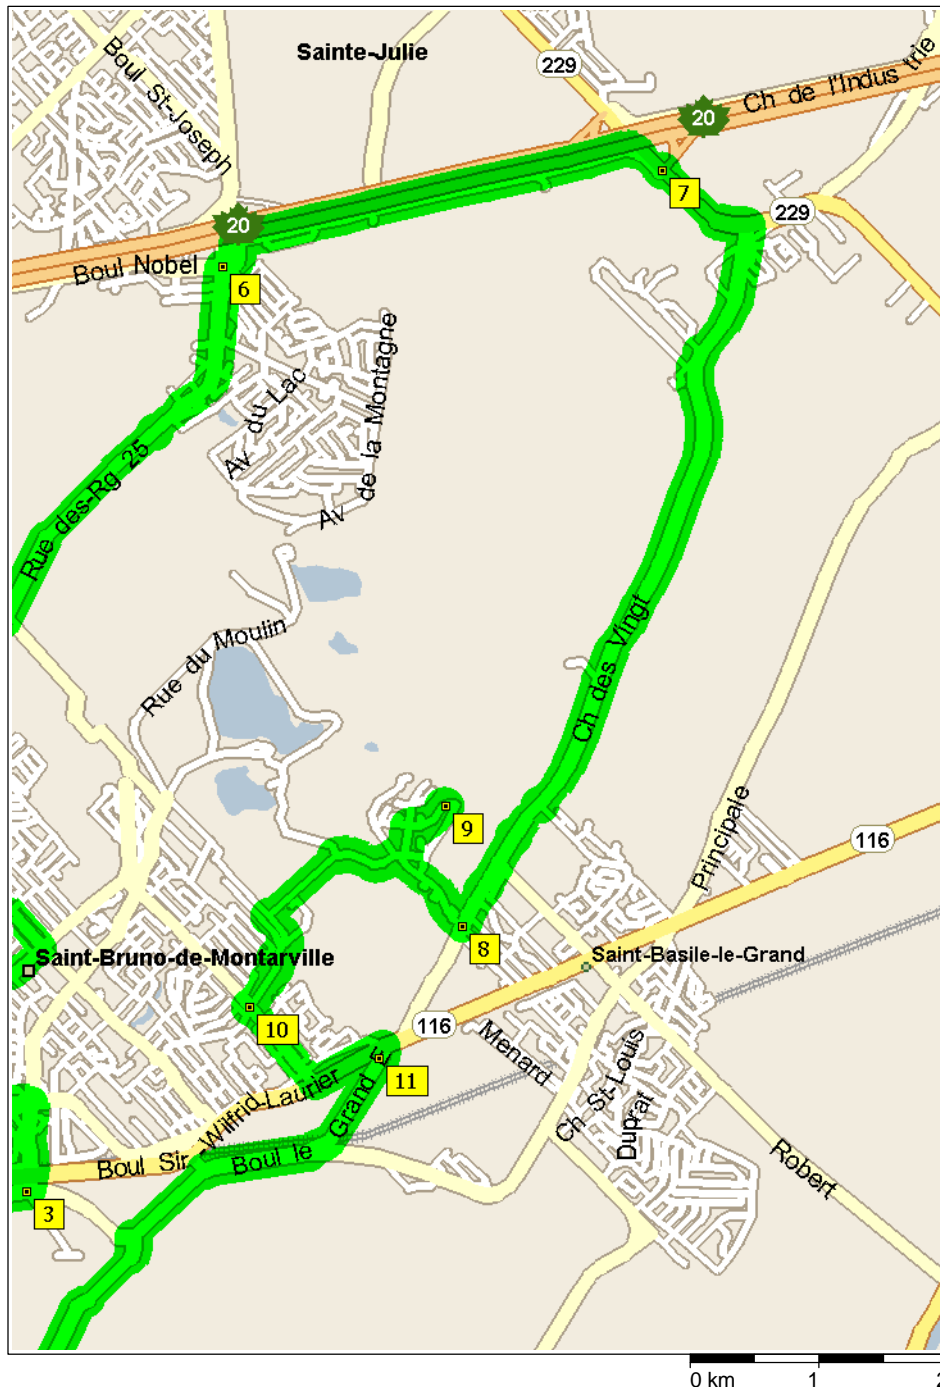 Sainte-Julie
229
Boul St-Joseph
Ch de l'Indus trie
20
7
229
20
Boul Nobel
6
Av du Lac
Av de la Montagne
Rue des-Rg 25
Ch des Vingt
Rue du Moulin
Principale
9
116
8
Saint-Bruno-de-Montarville
Saint-Basile-le-Grand
10
116
Menard
11
Ch St-Louis
Boul Sir -Wilfrid-Laurier
Boul le Grand
Duprat
Robert
3
0 km 1 2